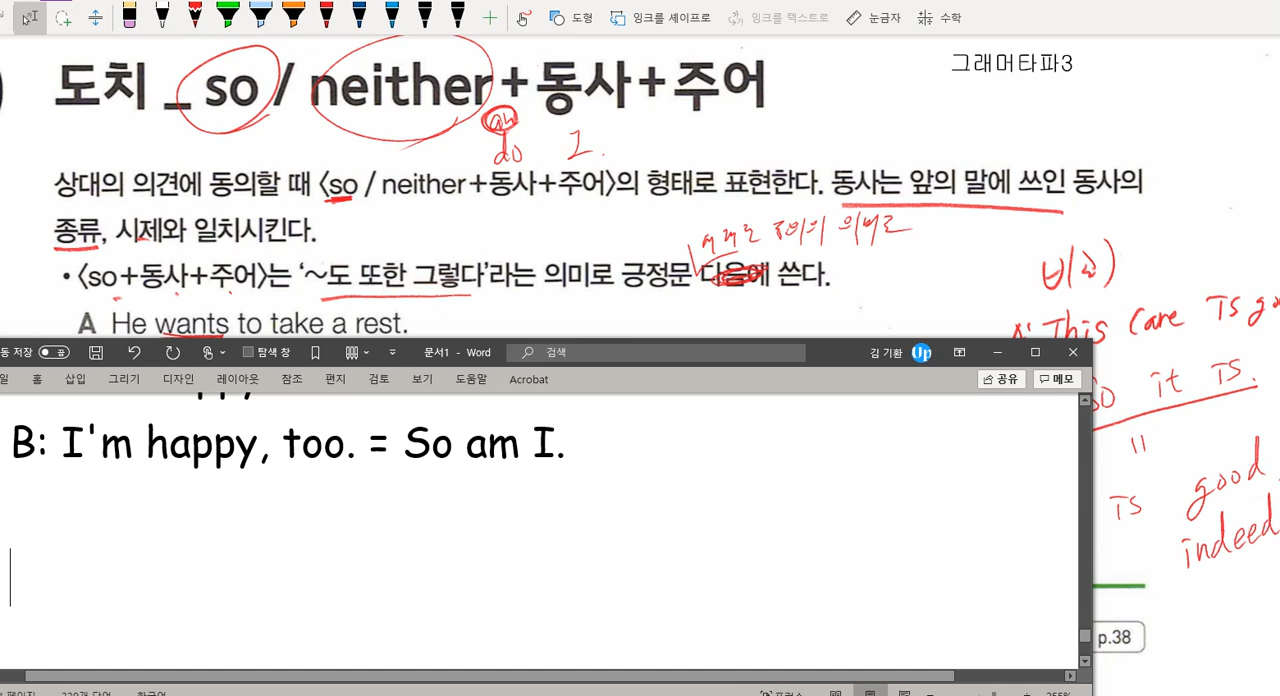 도형 잉크를 셰이프로 잉크를 텍스트로 눈금자 수학
그래머타파3
도치 _ so / neither+동사+주어
am
do I.
상대의 의견에 동의할 때 〈so / neither+동사+주어〉의 형태로 표현한다. 동사는 앞의 말에 쓰인 동사의
종류, 시제와 일치시킨다.
• 〈so+동사+주어〉는 ‘~도 또한 그렇다’라는 의미로 긍정문 다음에 쓴다.
A He wants to take a rest.
This care is
so it is.
=
is good
indeed
동 저장 문서1 - Word 검색 김 기환 Up
탐색 창
일 홈 삽입 그리기 디자인 레이아웃 참조 편지 검토 보기 도움말 Acrobat 공유 메모
B: I'm happy, too. = So am I.
p.38